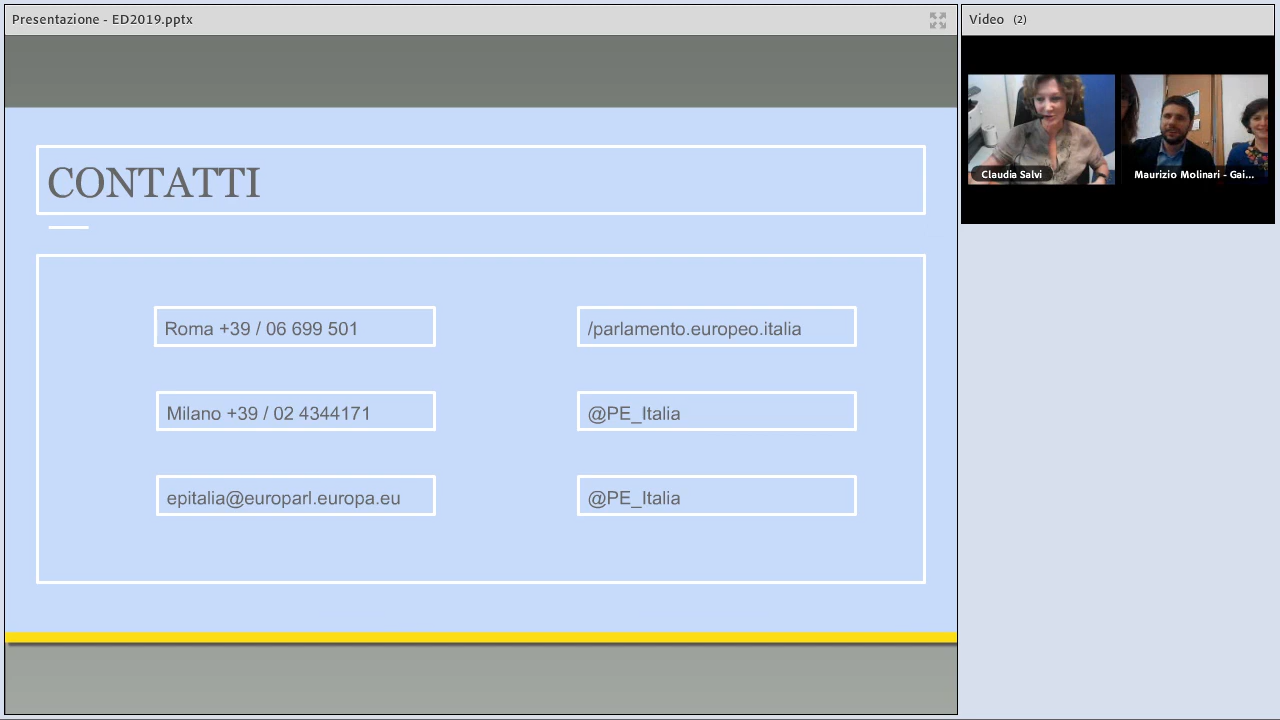 Presentazione - ED2019.pptx
Video (2)
Claudia Salvi
Maurizio Molinari - Gai...
CONTATTI
Roma +39 / 06 699 501
/parlamento.europeo.italia
Milano +39 / 02 4344171
@PE_Italia
epitalia@europarl.europa.eu
@PE_Italia